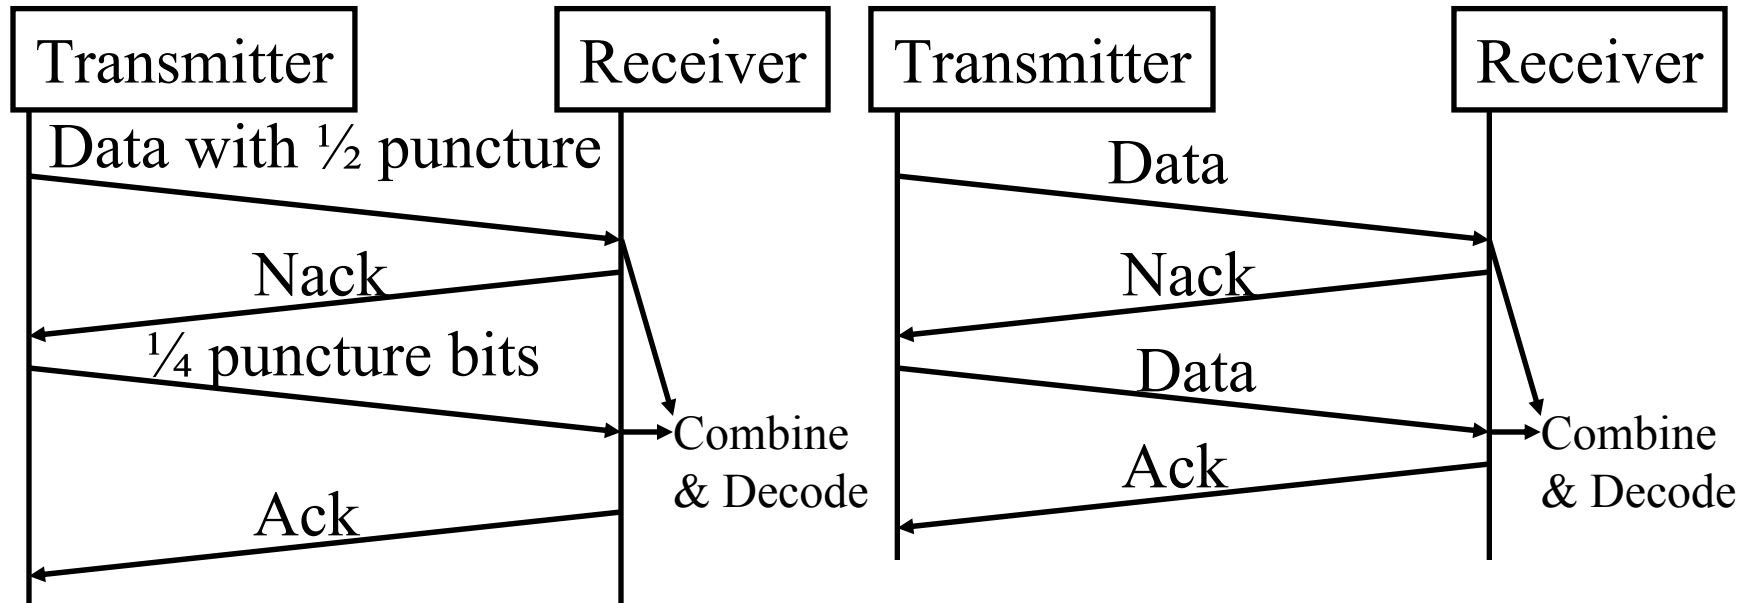 Transmitter
Receiver
Data with ½ puncture
Nack
¼ puncture bits
Combine
& Decode
Ack
Transmitter
Receiver
Data
Nack
Data
Combine
& Decode
Ack